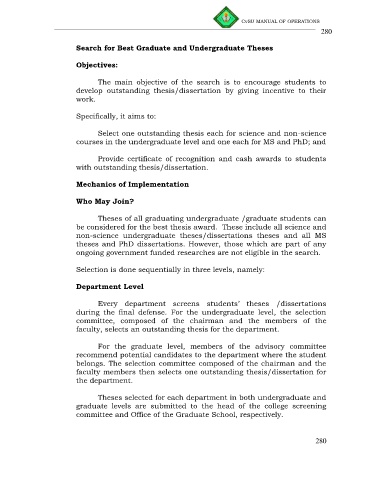 CvSU MANUAL OF OPERATIONS
280
Search for Best Graduate and Undergraduate Theses
Objectives:
The main objective of the search is to encourage students to
develop outstanding thesis/dissertation by giving incentive to their
work.
Specifically, it aims to:
Select one outstanding thesis each for science and non-science
courses in the undergraduate level and one each for MS and PhD; and
Provide certificate of recognition and cash awards to students
with outstanding thesis/dissertation.
Mechanics of Implementation
Who May Join?
Theses of all graduating undergraduate /graduate students can
be considered for the best thesis award. These include all science and
non-science undergraduate theses/dissertations theses and all MS
theses and PhD dissertations. However, those which are part of any
ongoing government funded researches are not eligible in the search.
Selection is done sequentially in three levels, namely:
Department Level
Every department screens students' theses /dissertations
during the final defense. For the undergraduate level, the selection
committee, composed of the chairman and the members of the
faculty, selects an outstanding thesis for the department.
For the graduate level, members of the advisory committee
recommend potential candidates to the department where the student
belongs. The selection committee composed of the chairman and the
faculty members then selects one outstanding thesis/dissertation for
the department.
Theses selected for each department in both undergraduate and
graduate levels are submitted to the head of the college screening
committee and Office of the Graduate School, respectively.
280